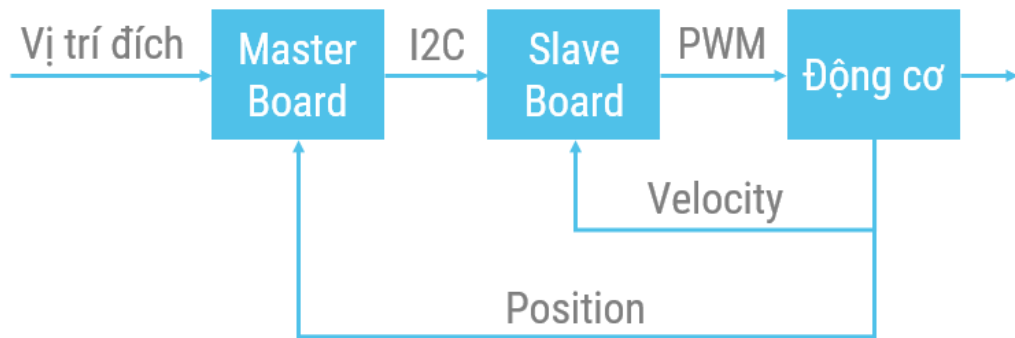 Vị trí đích
Master
Board
I2C
Slave
Board
PWM
Động cơ
Velocity
Position